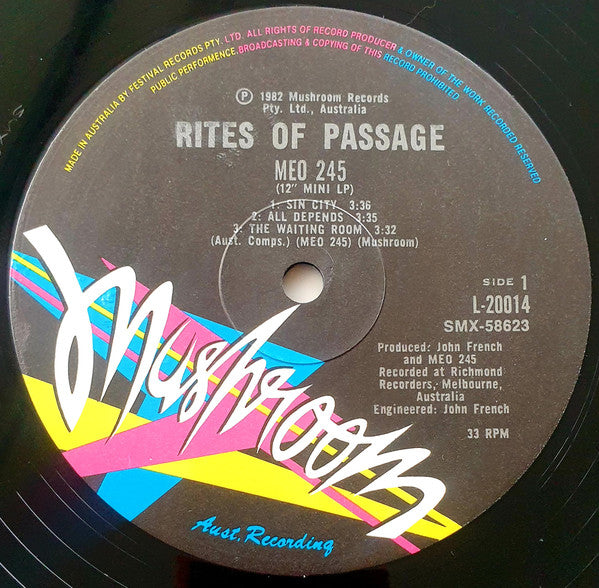 MADE IN AUSTRALIA BY FESTIVAL RECORDS PTY. LTD. ALL RIGHTS OF RECORD PRODUCER & OWNER OF THE WORK RECORDED RESERVED
PUBLIC PERFORMENCE, BROADCASTING & COPYING OF THIS RECORD PROHIBITED
Ⓟ 1982 Mushroom Records
Pty. Ltd., Australia
RITES OF PASSAGE
MEO 245
(12" MINI LP)
1: SIN CITY 3:36
2: ALL DEPENDS 3:35
3: THE WAITING ROOM 3:32
(Aust. Comps.) (MEO 245) (Mushroom)
SIDE 1
L-20014
SMX-58623
Produced: John French
and MEO 245
Recorded at Richmond
Recorders, Melbourne,
Australia
Engineered: John French
33 RPM
Mushroom
Aust. Recording